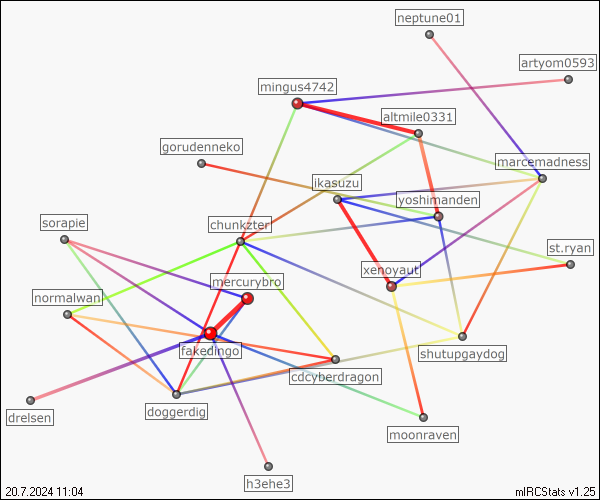 neptune01
artyom0593
mingus4742
altmile0331
gorudenneko
marcemadness
ikasuzu
yoshimanden
sorapie
chunkzter
st.ryan
xenoyaut
mercurybro
normalwan
fakedingo
shutupgaydog
cdcyberdragon
drelsen
doggerdig
moonraven
h3ehe3
20.7.2024 11:04
mIRCStats v1.25